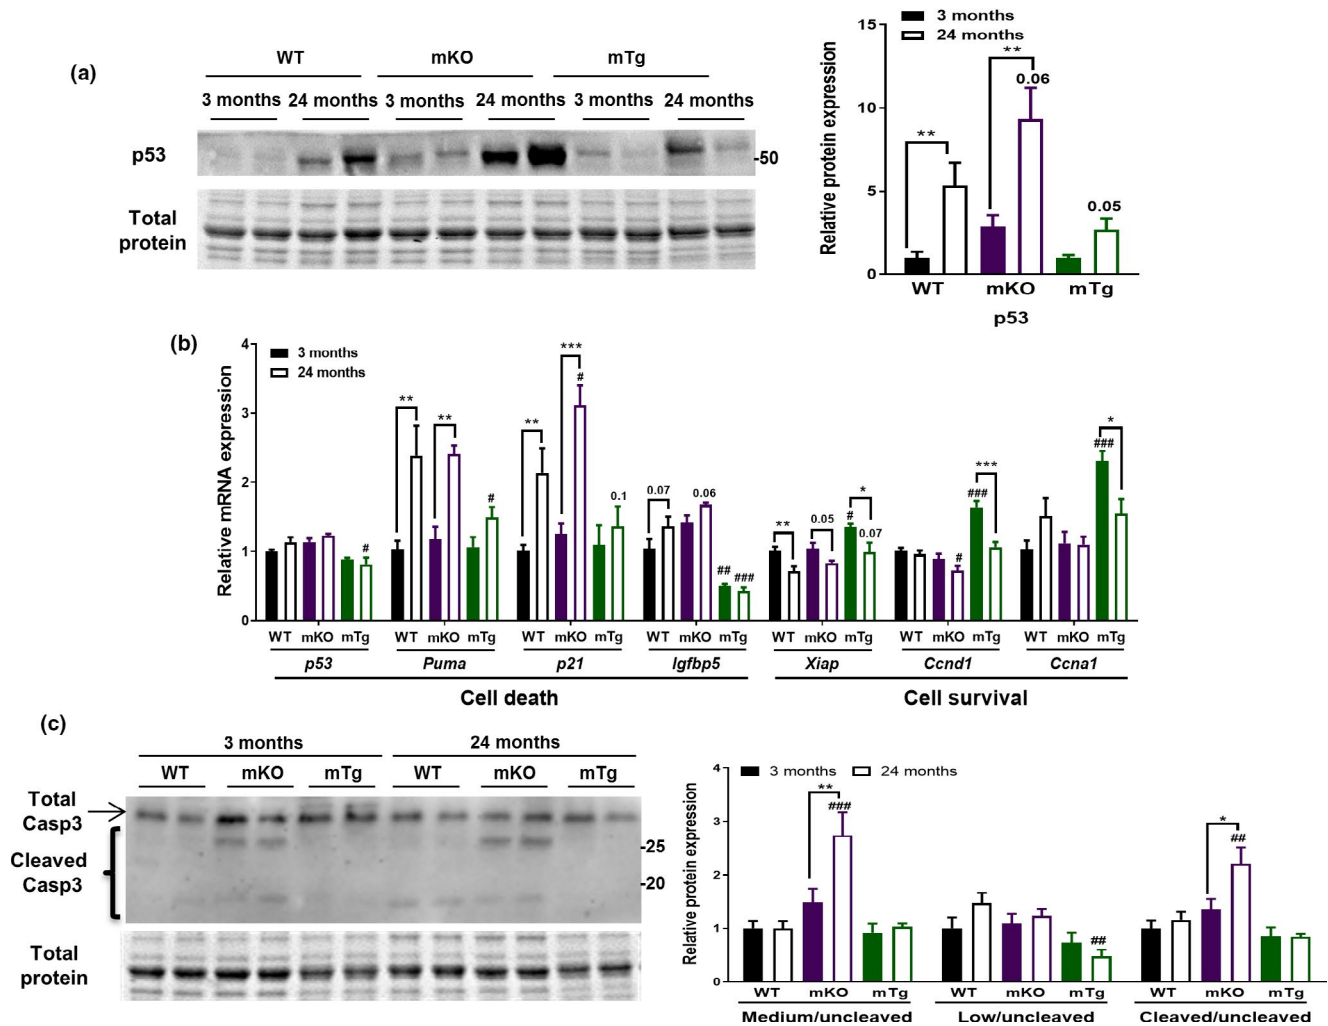 (a)
WT mKO mTg
3 months 24 months 3 months 24 months 3 months 24 months
p53
-50
Total
protein
Relative protein expression
15
10
5
0
3 months
24 months
**
**
0.06
0.05
WT mKO mTg
p53
(b)
Relative mRNA expression
4
3
2
1
0
3 months
24 months
** ** ** *** # # 0.1 0.07 0.06 ## ### ** 0.05 # * 0.07 # ### *** ### *
WT mKO mTg WT mKO mTg WT mKO mTg WT mKO mTg WT mKO mTg WT mKO mTg WT mKO mTg
p53 Puma p21 Igfbp5 Xiap Ccnd1 Ccna1
#
Cell death Cell survival
(c)
3 months 24 months
WT mKO mTg WT mKO mTg
Total
Casp3
Cleaved
Casp3
-25
-20
Total
protein
Relative protein expression
4
3
2
1
0
3 months 24 months
**
###
##
*
##
WT mKO mTg WT mKO mTg WT mKO mTg
Medium/uncleaved Low/uncleaved Cleaved/uncleaved